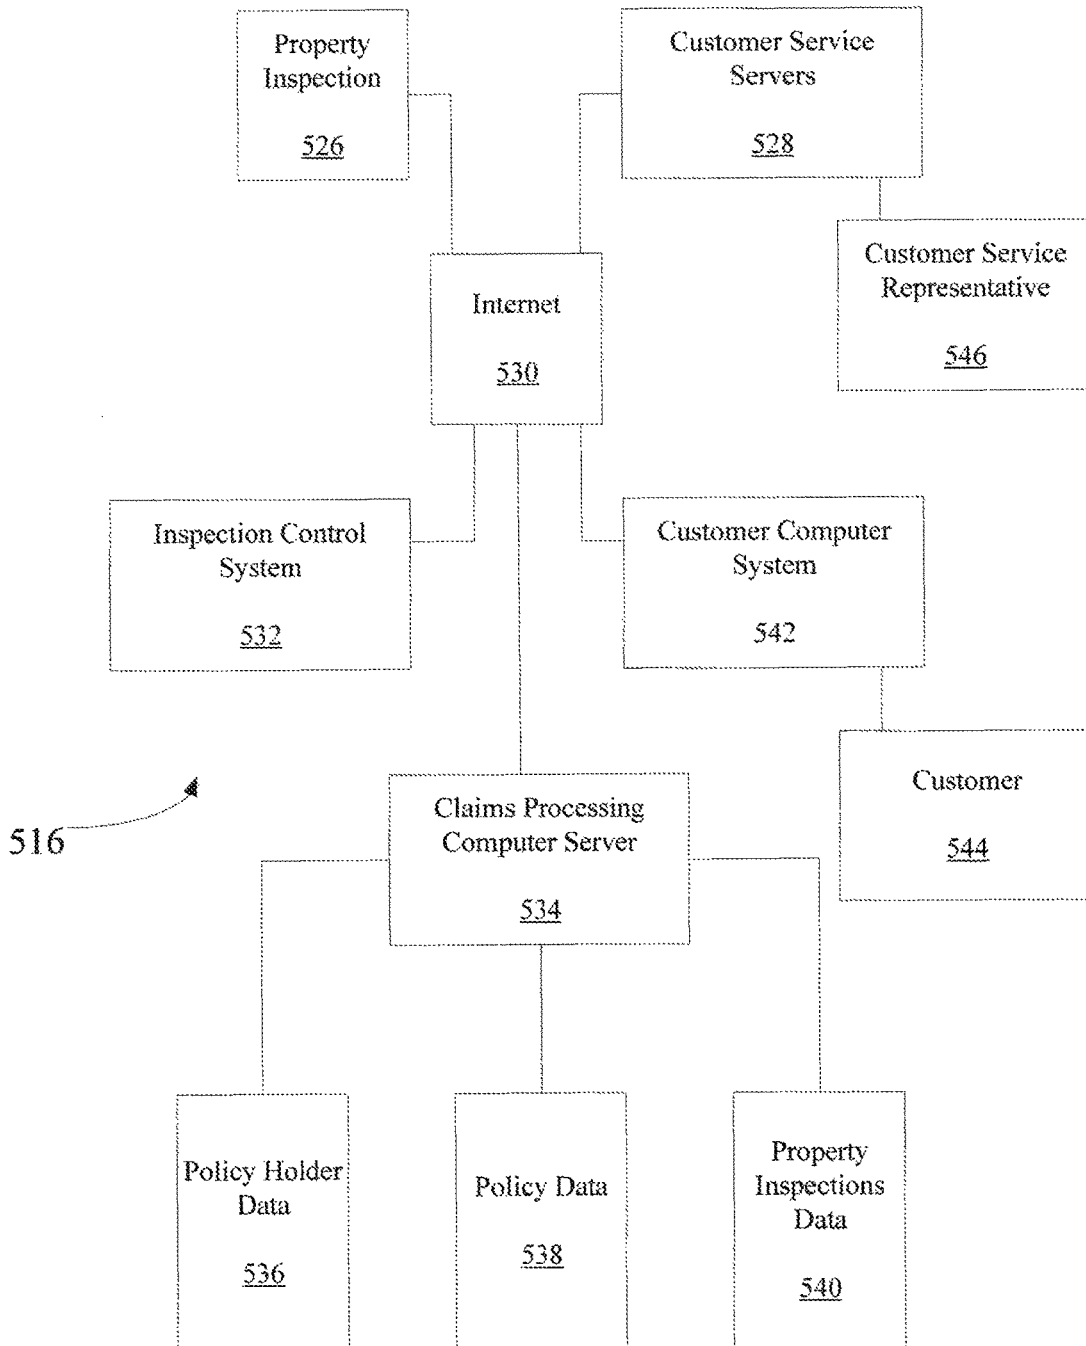 Property
Inspection
526
Customer Service
Servers
528
Customer Service
Representative
546
Internet
530
Inspection Control
System
532
Customer Computer
System
542
Customer
544
516
Claims Processing
Computer Server
534
Policy Holder
Data
536
Policy Data
538
Property
Inspections
Data
540